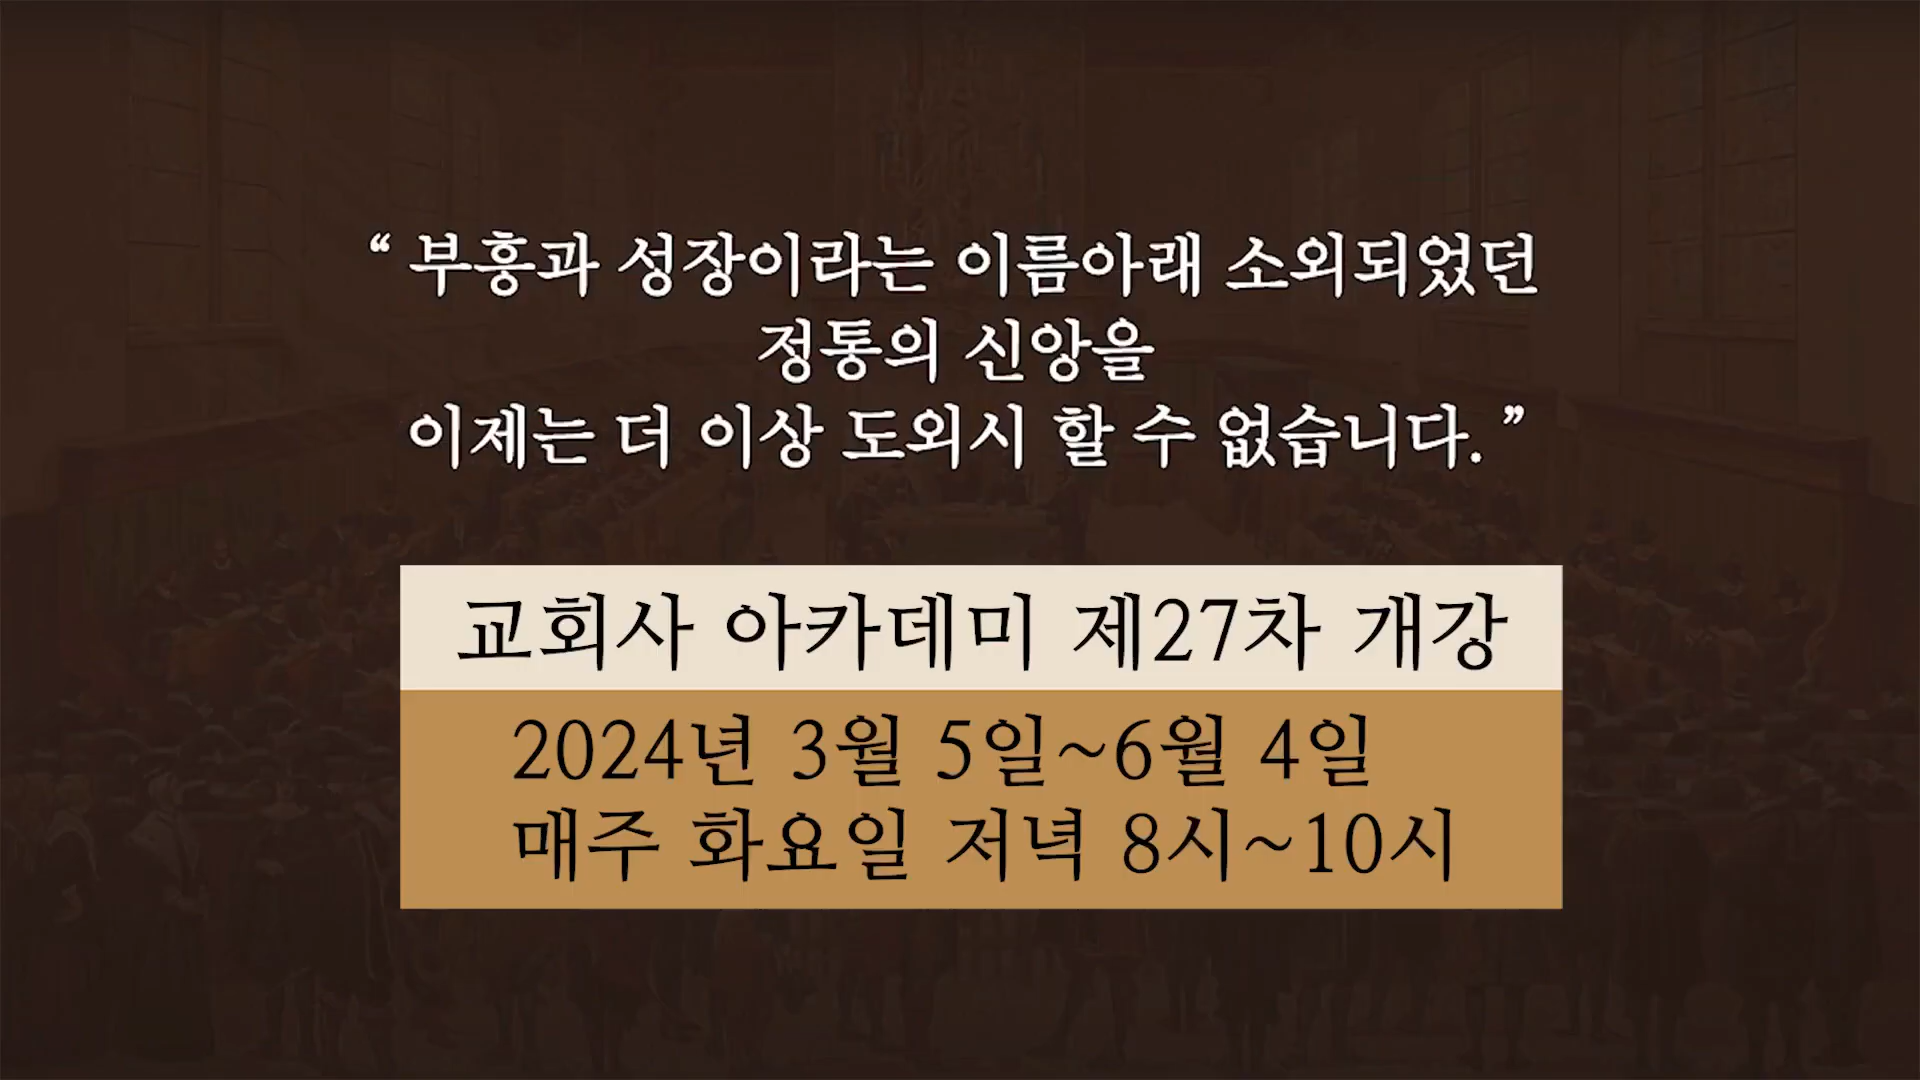 “ 부흥과 성장이라는 이름아래 소외되었던
정통의 신앙을
이제는 더 이상 도외시 할 수 없습니다. ”
교회사 아카데미 제27차 개강
2024년 3월 5일~6월 4일
매주 화요일 저녁 8시~10시